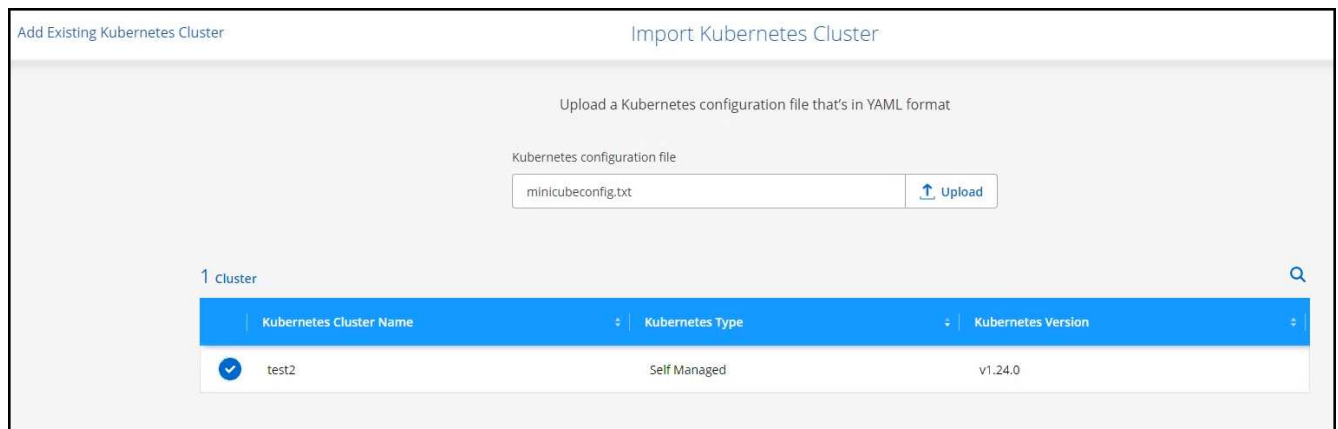 Add Existing Kubernetes Cluster
Import Kubernetes Cluster
Upload a Kubernetes configuration file that's in YAML format
Kubernetes configuration file
minicubeconfig.txt
Upload
1 Cluster
Kubernetes Cluster Name Kubernetes Type Kubernetes Version
test2 Self Managed v1.24.0